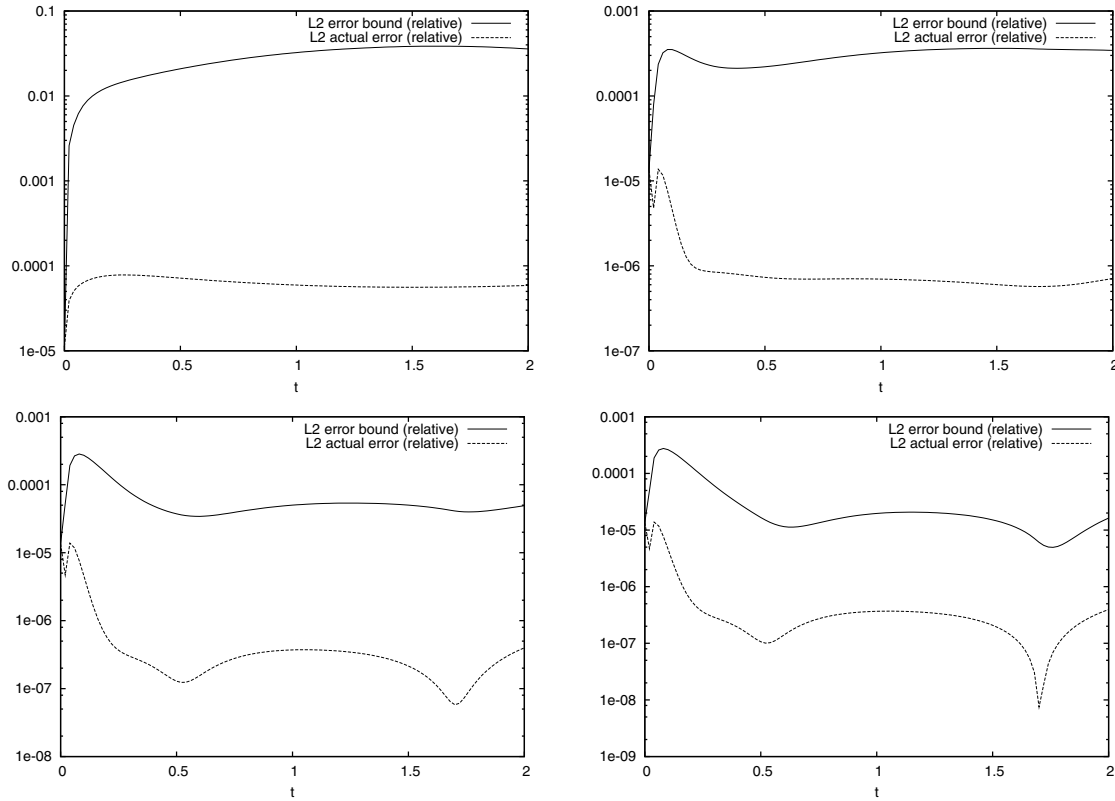 0.1
L2 error bound (relative)
L2 actual error (relative)
0.01
0.001
0.0001
1e-05
0 0.5 1 1.5 2
t
0.001
L2 error bound (relative)
L2 actual error (relative)
0.0001
1e-05
1e-06
1e-07
0 0.5 1 1.5 2
t
0.001
L2 error bound (relative)
L2 actual error (relative)
0.0001
1e-05
1e-06
1e-07
1e-08
0 0.5 1 1.5 2
t
0.001
L2 error bound (relative)
L2 actual error (relative)
0.0001
1e-05
1e-06
1e-07
1e-08
1e-09
0 0.5 1 1.5 2
t